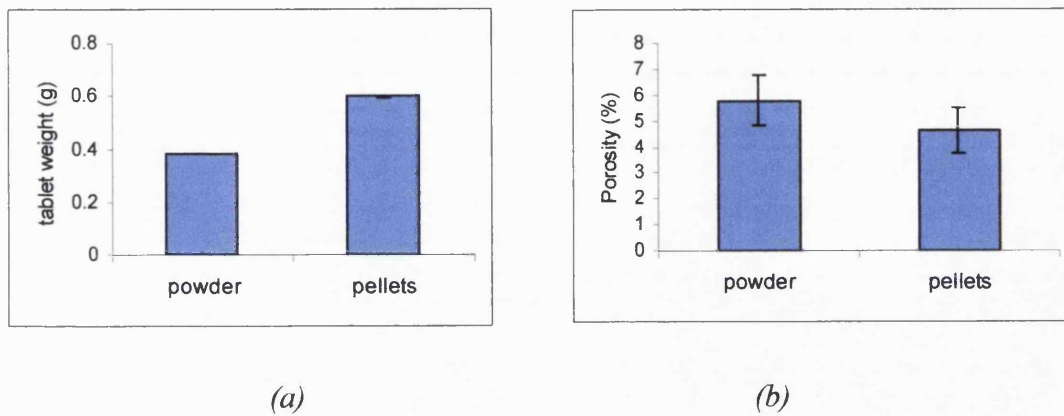 0.8
0.6
0.4
0.2
0
tablet weight (g)
powder
pellets
(a)
8
7
6
5
4
3
2
1
0
Porosity (%)
powder
pellets
(b)